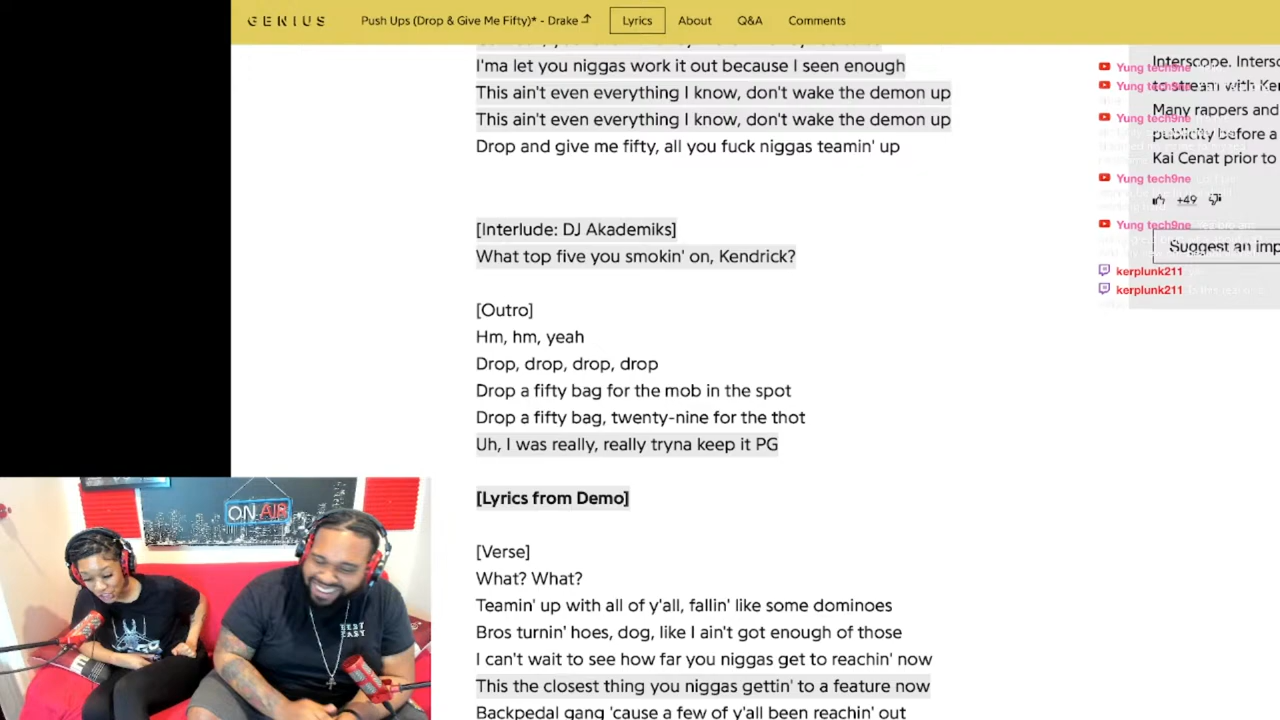 GENIUS
Push Ups (Drop & Give Me Fifty)* - Drake
Lyrics
About
Q&A
Comments
I'ma let you niggas work it out because I seen enough
This ain't even everything I know, don't wake the demon up
This ain't even everything I know, don't wake the demon up
Drop and give me fifty, all you fuck niggas teamin' up
[Interlude: DJ Akademiks]
What top five you smokin' on, Kendrick?
[Outro]
Hm, hm, yeah
Drop, drop, drop, drop
Drop a fifty bag for the mob in the spot
Drop a fifty bag, twenty-nine for the thot
Uh, I was really, really tryna keep it PG
[Lyrics from Demo]
[Verse]
What? What?
Teamin' up with all of y'all, fallin' like some dominoes
Bros turnin' hoes, dog, like I ain't got enough of those
I can't wait to see how far you niggas get to reachin' now
This the closest thing you niggas gettin' to a feature now
Backpedal gang 'cause a few of y'all been reachin' out
Interscope. Intersc
to stream with Ken
Many rappers and
publicity before a
Kai Cenat prior to
+49
Suggest an imp
Yung tech9ne
Yung tech9ne
Yung tech9ne
Yung tech9ne
Yung tech9ne
kerplunk211
kerplunk211
ON AIR